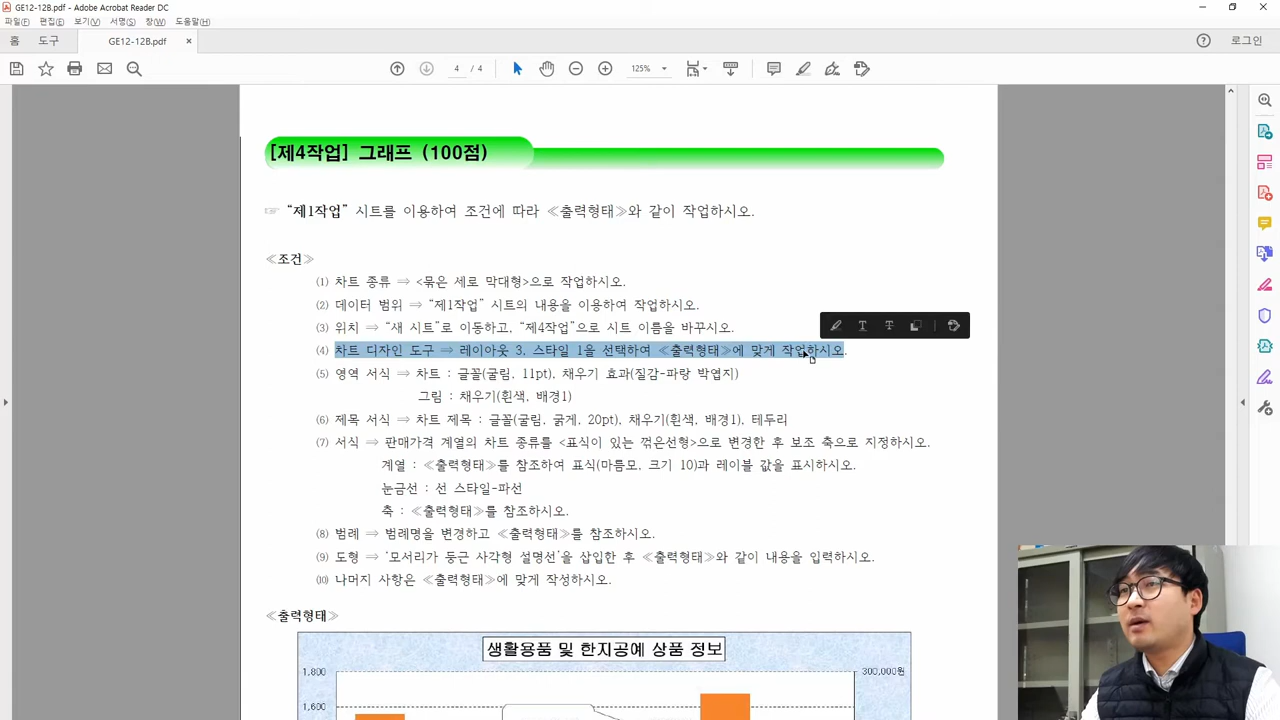 GE12-12B.pdf - Adobe Acrobat Reader DC
파일(F) 편집(E) 보기(V) 서명(S) 창(W) 도움말(H)
홈 도구 GE12-12B.pdf × 로그인
4 / 4 125%
[제4작업] 그래프 (100점)
☞ “제1작업” 시트를 이용하여 조건에 따라 ≪출력형태≫와 같이 작업하시오.
≪조건≫
(1) 차트 종류 ⇒ <묶은 세로 막대형>으로 작업하시오.
(2) 데이터 범위 ⇒ “제1작업” 시트의 내용을 이용하여 작업하시오.
(3) 위치 ⇒ “새 시트”로 이동하고, “제4작업”으로 시트 이름을 바꾸시오.
(4) 차트 디자인 도구 ⇒ 레이아웃 3, 스타일 1을 선택하여 ≪출력형태≫에 맞게 작업하시오.
(5) 영역 서식 ⇒ 차트 : 글꼴(굴림, 11pt), 채우기 효과(질감-파랑 박엽지)
그림 : 채우기(흰색, 배경1)
(6) 제목 서식 ⇒ 차트 제목 : 글꼴(굴림, 굵게, 20pt), 채우기(흰색, 배경1), 테두리
(7) 서식 ⇒ 판매가격 계열의 차트 종류를 <표식이 있는 꺾은선형>으로 변경한 후 보조 축으로 지정하시오.
계열 : ≪출력형태≫를 참조하여 표식(마름모, 크기 10)과 레이블 값을 표시하시오.
눈금선 : 선 스타일-파선
축 : ≪출력형태≫를 참조하시오.
(8) 범례 ⇒ 범례명을 변경하고 ≪출력형태≫를 참조하시오.
(9) 도형 ⇒ ‘모서리가 둥근 사각형 설명선’을 삽입한 후 ≪출력형태≫와 같이 내용을 입력하시오.
(10) 나머지 사항은 ≪출력형태≫에 맞게 작성하시오.
≪출력형태≫
생활용품 및 한지공예 상품 정보
1,800 300,000원
1,600